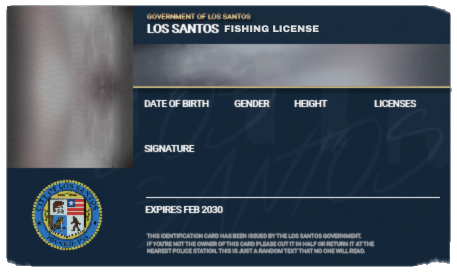 GOVERNMENT OF LOS SANTOS
LOS SANTOS FISHING LICENSE
DATE OF BIRTH GENDER HEIGHT LICENSES
SIGNATURE
EXPIRES FEB 2030
THIS IDENTIFICATION CARD HAS BEEN ISSUED BY THE LOS SANTOS GOVERNMENT.
IF YOU'RE NOT THE OWNER OF THIS CARD PLEASE CUT IT IN HALF OR RETURN IT AT THE
NEAREST POLICE STATION. THIS IS JUST A RANDOM TEXT THAT NO ONE WILL READ.